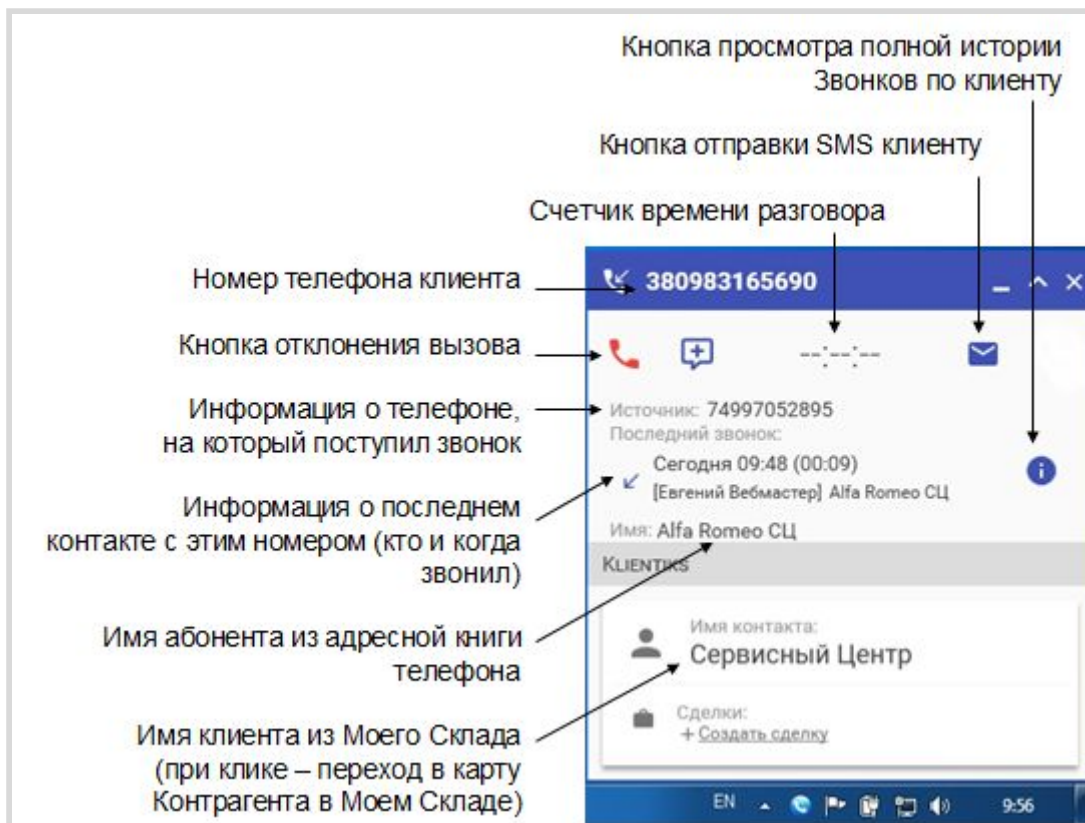 Кнопка просмотра полной истории
Звонков по клиенту
Кнопка отправки SMS клиенту
Счетчик времени разговора
Номер телефона клиента
380983165690
Кнопка отклонения вызова
--:--:--
Информация о телефоне,
на который поступил звонок
Источник: 74997052895
Последний звонок:
Сегодня 09:48 (00:09)
[Евгений Вебмастер] Alfa Romeo СЦ
Информация о последнем
контакте с этим номером (кто и когда
звонил)
Имя: Alfa Romeo СЦ
KLIENTIKS
Имя абонента из адресной книги
телефона
Имя контакта:
Сервисный Центр
Имя клиента из Моего Склада
(при клике – переход в карту
Контрагента в Моем Складе)
Сделки:
+ Создать сделку
EN
9:56